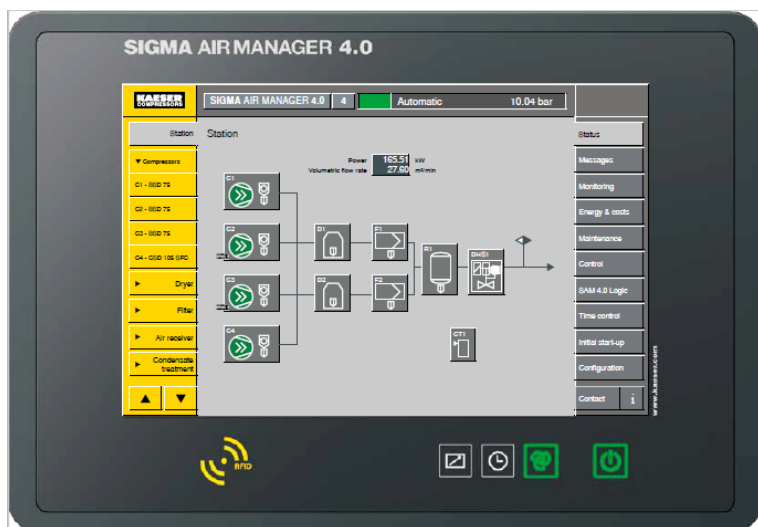 SIGMA AIR MANAGER 4.0
KAESER
COMPRESSORS
SIGMA AIR MANAGER 4.0 4 Automatic 10.04 bar
Station
Station
Status
▼ Compressors
Power 165.51 kW
Volumetric flow rate 27.60 m³/min
Messages
C1 - BSD 75
C1
Monitoring
C2 - BSD 75
C2
D1
F1
Energy & costs
C3 - BSD 75
R1
DHS1
Maintenance
C4 - CSD 105 SFC
Control
► Dryer
C3
D2
F2
SAM 4.0 Logic
► Filter
Time control
► Air receiver
C4
CT1
Initial start-up
► Condensate
treatment
Configuration
▲ ▼
Contact i
www.kaeser.com
RFID